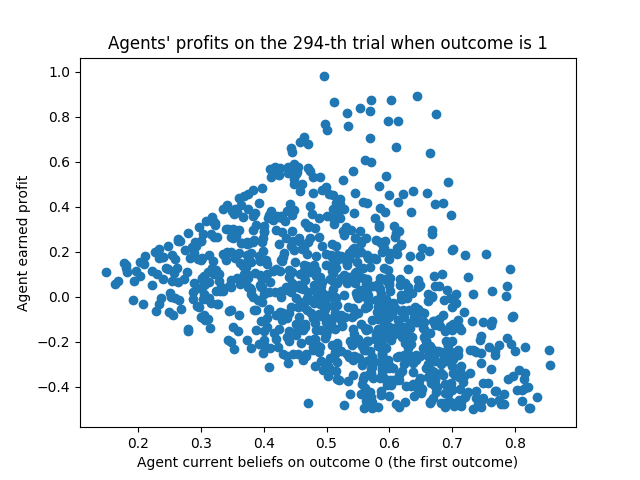 Agents' profits on the 294-th trial when outcome is 1
1.0
0.8
0.6
0.4
0.2
0.0
−0.2
−0.4
Agent earned profit
0.2 0.3 0.4 0.5 0.6 0.7 0.8
Agent current beliefs on outcome 0 (the first outcome)